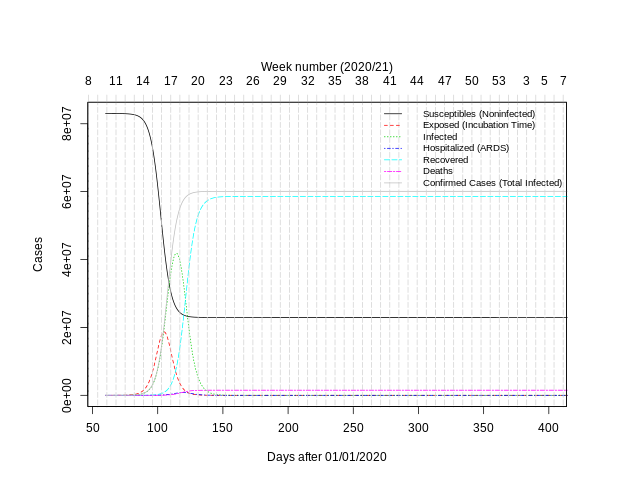 Week number (2020/21)
8 11 14 17 20 23 26 29 32 35 38 41 44 47 50 53 3 5 7
Susceptibles (Noninfected)
Exposed (Incubation Time)
Infected
Hospitalized (ARDS)
Recovered
Deaths
Confirmed Cases (Total Infected)
Cases
8e+07
6e+07
4e+07
2e+07
0e+00
50 100 150 200 250 300 350 400
Days after 01/01/2020